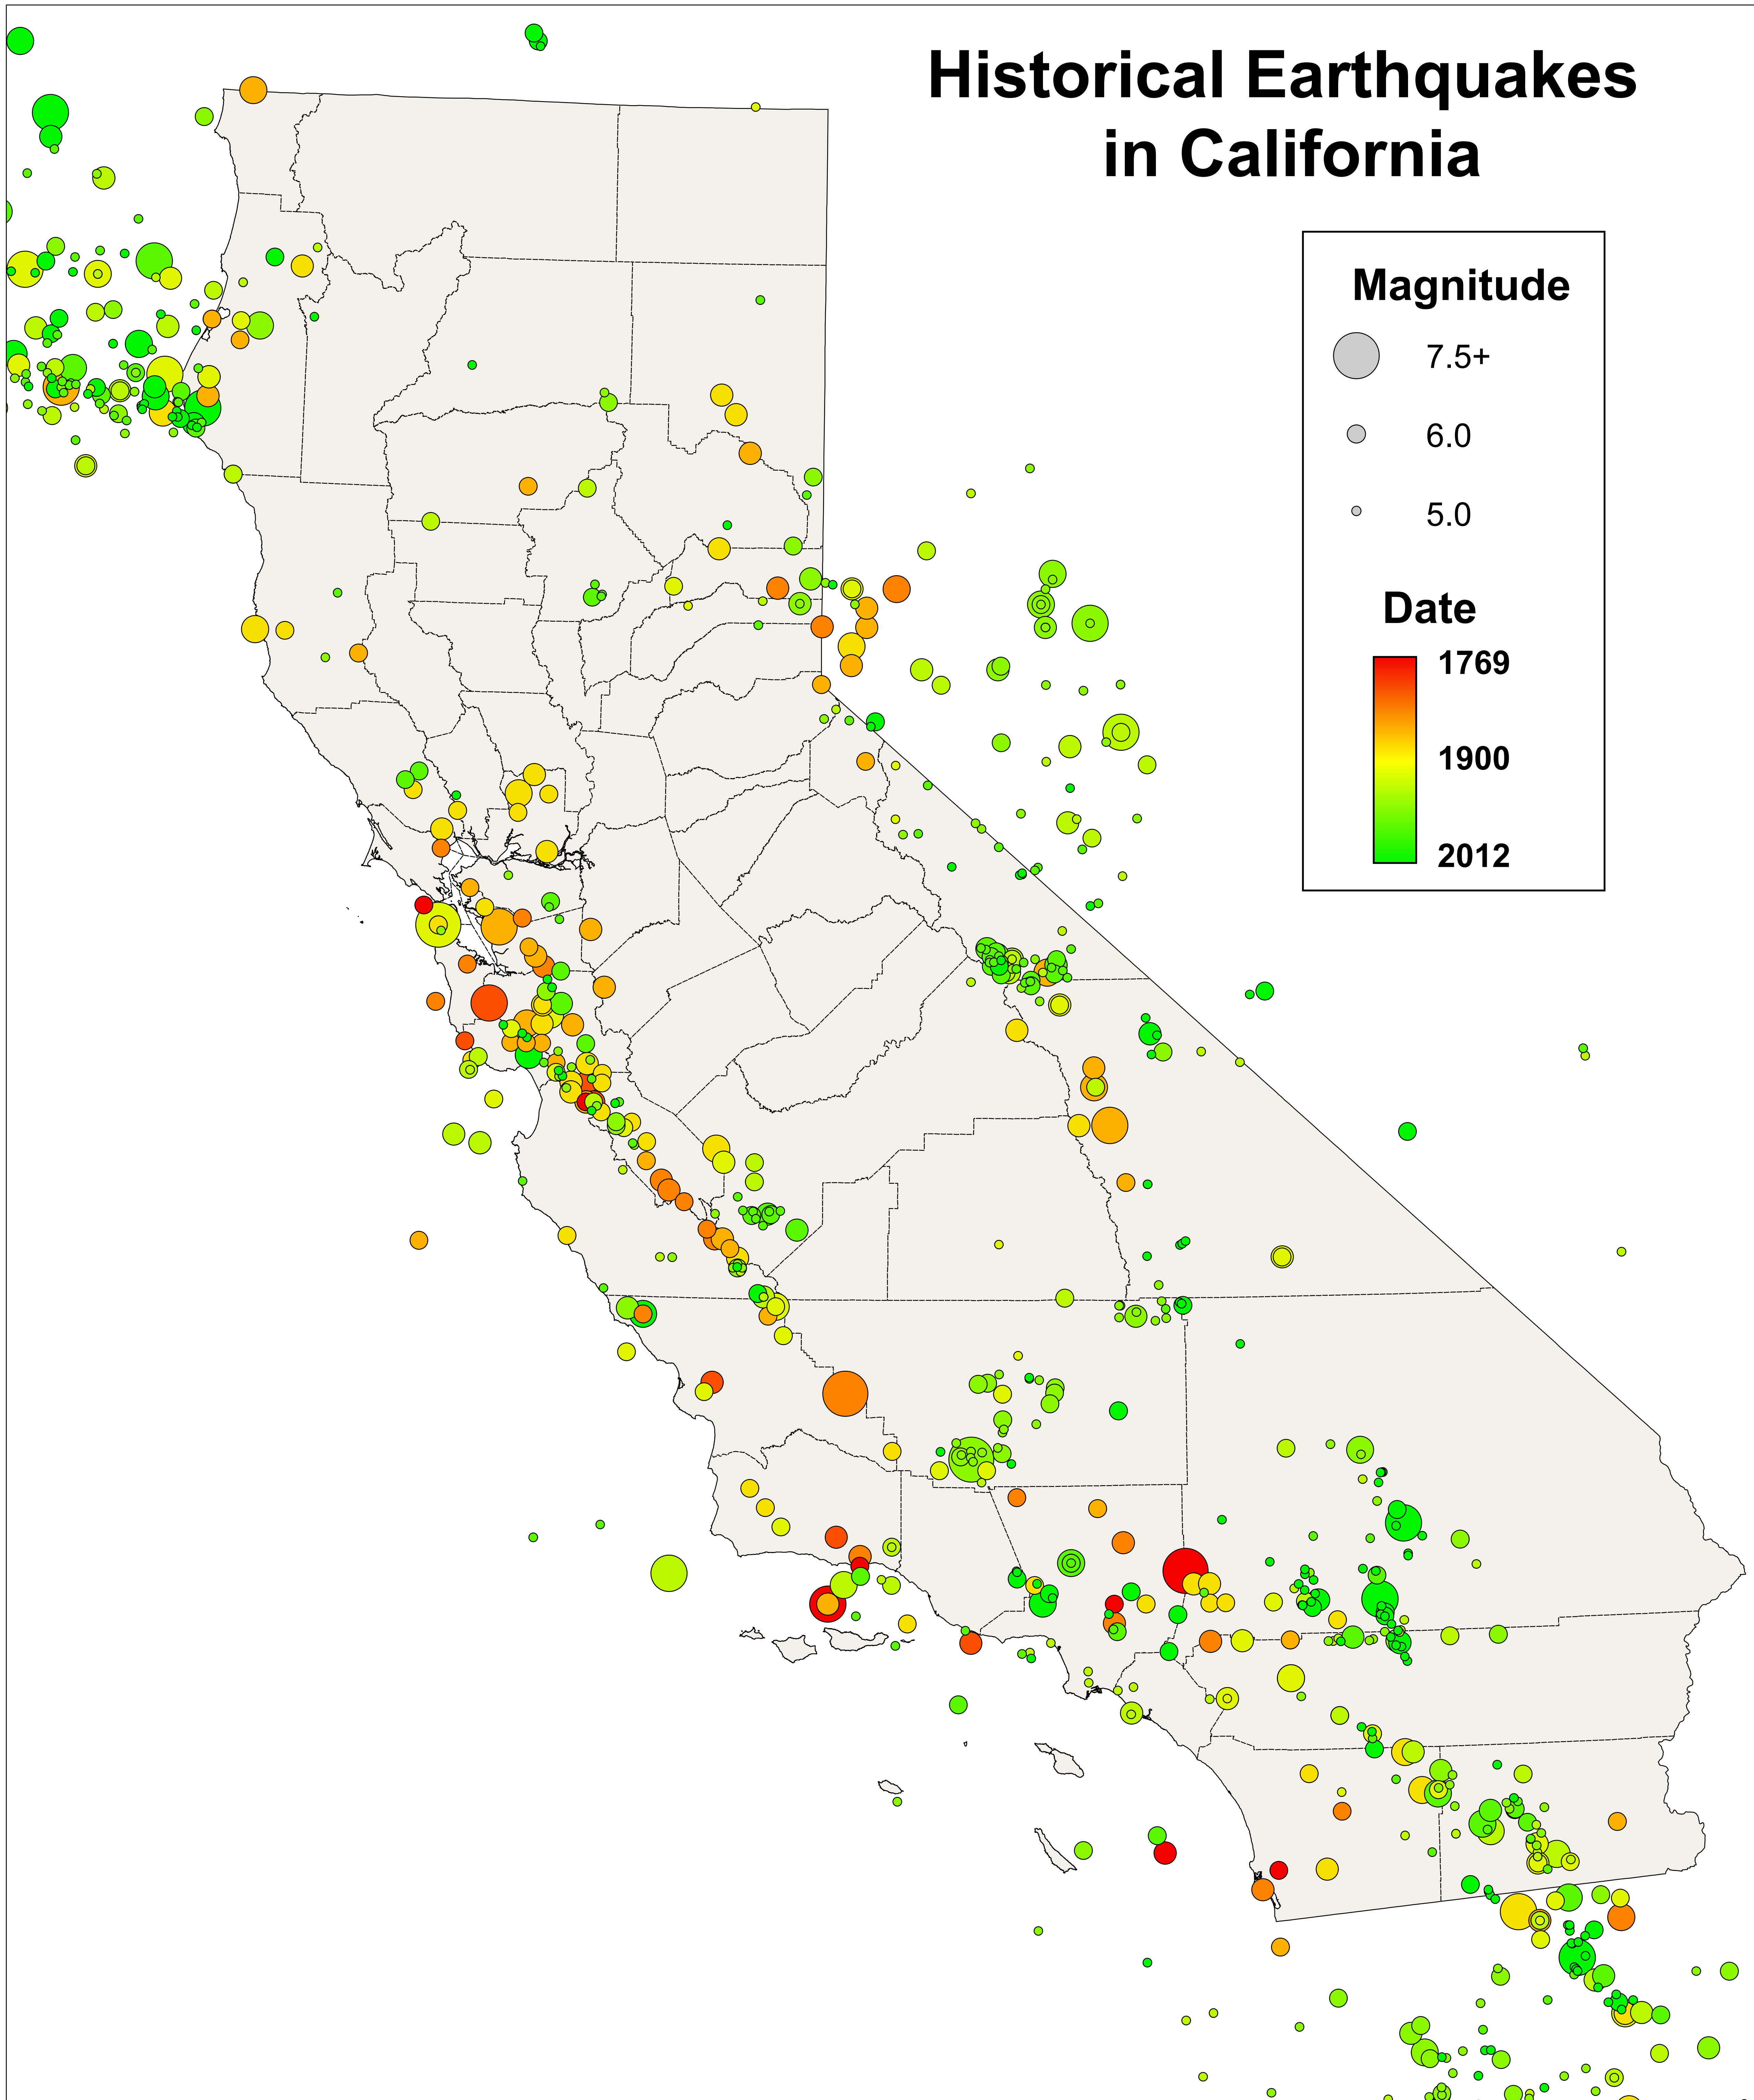 Historical Earthquakes
in California
Magnitude
7.5+
6.0
5.0
Date
1769
1900
2012